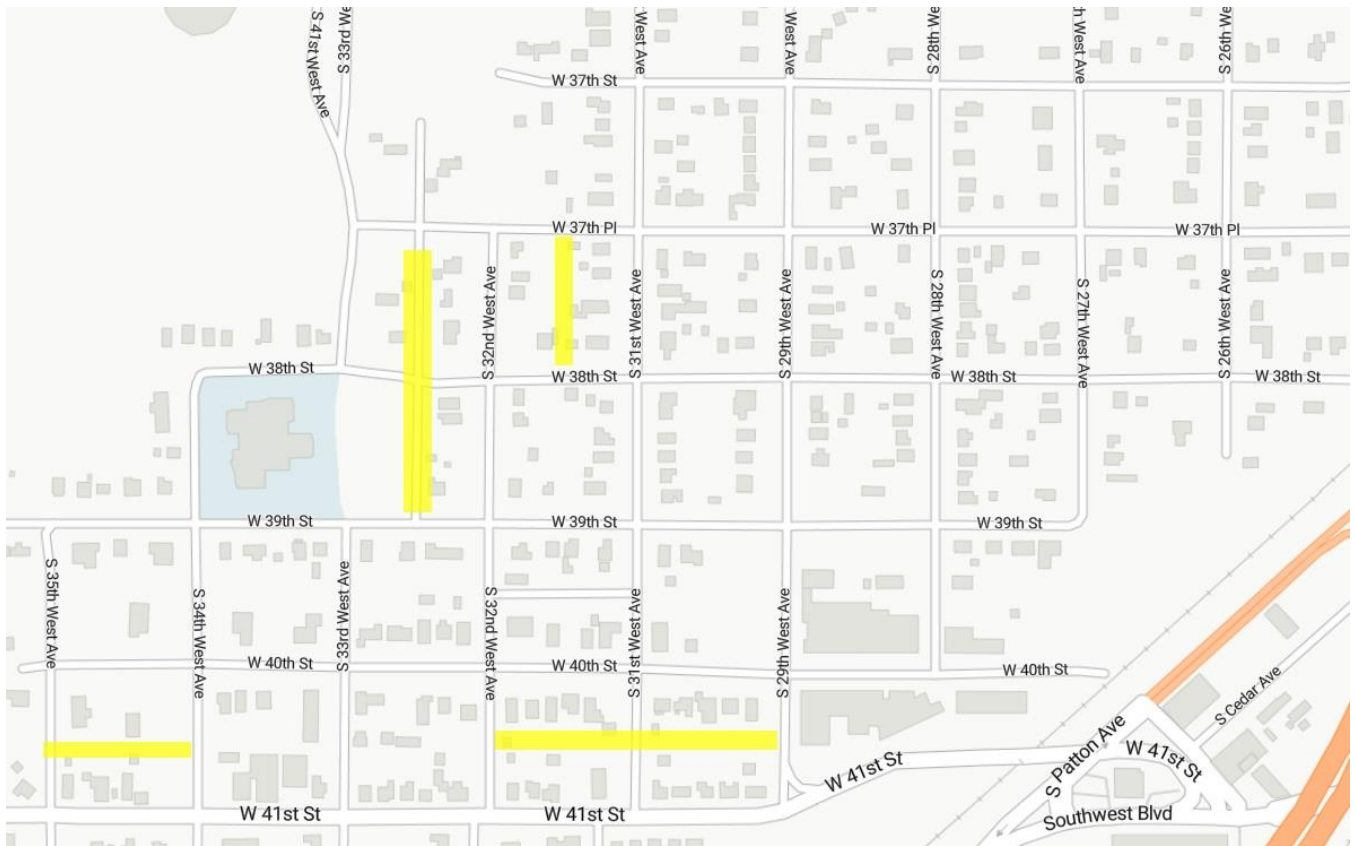 S 41st West Ave
S 33rd We
West Ave
West Ave
S 28th We
th West Ave
S 26th We
W 37th St
W 37th Pl
W 37th Pl
W 37th Pl
S 32nd West Ave
S 31st West Ave
S 29th West Ave
S 28th West Ave
S 27th West Ave
S 26th West Ave
W 38th St
W 38th St
W 38th St
W 38th St
W 39th St
W 39th St
W 39th St
S 35th West Ave
S 34th West Ave
S 33rd West Ave
S 32nd West Ave
S 31st West Ave
S 29th West Ave
W 40th St
W 40th St
W 40th St
S Cedar Ave
S Patton Ave
W 41st St
W 41st St
W 41st St
W 41st St
Southwest Blvd